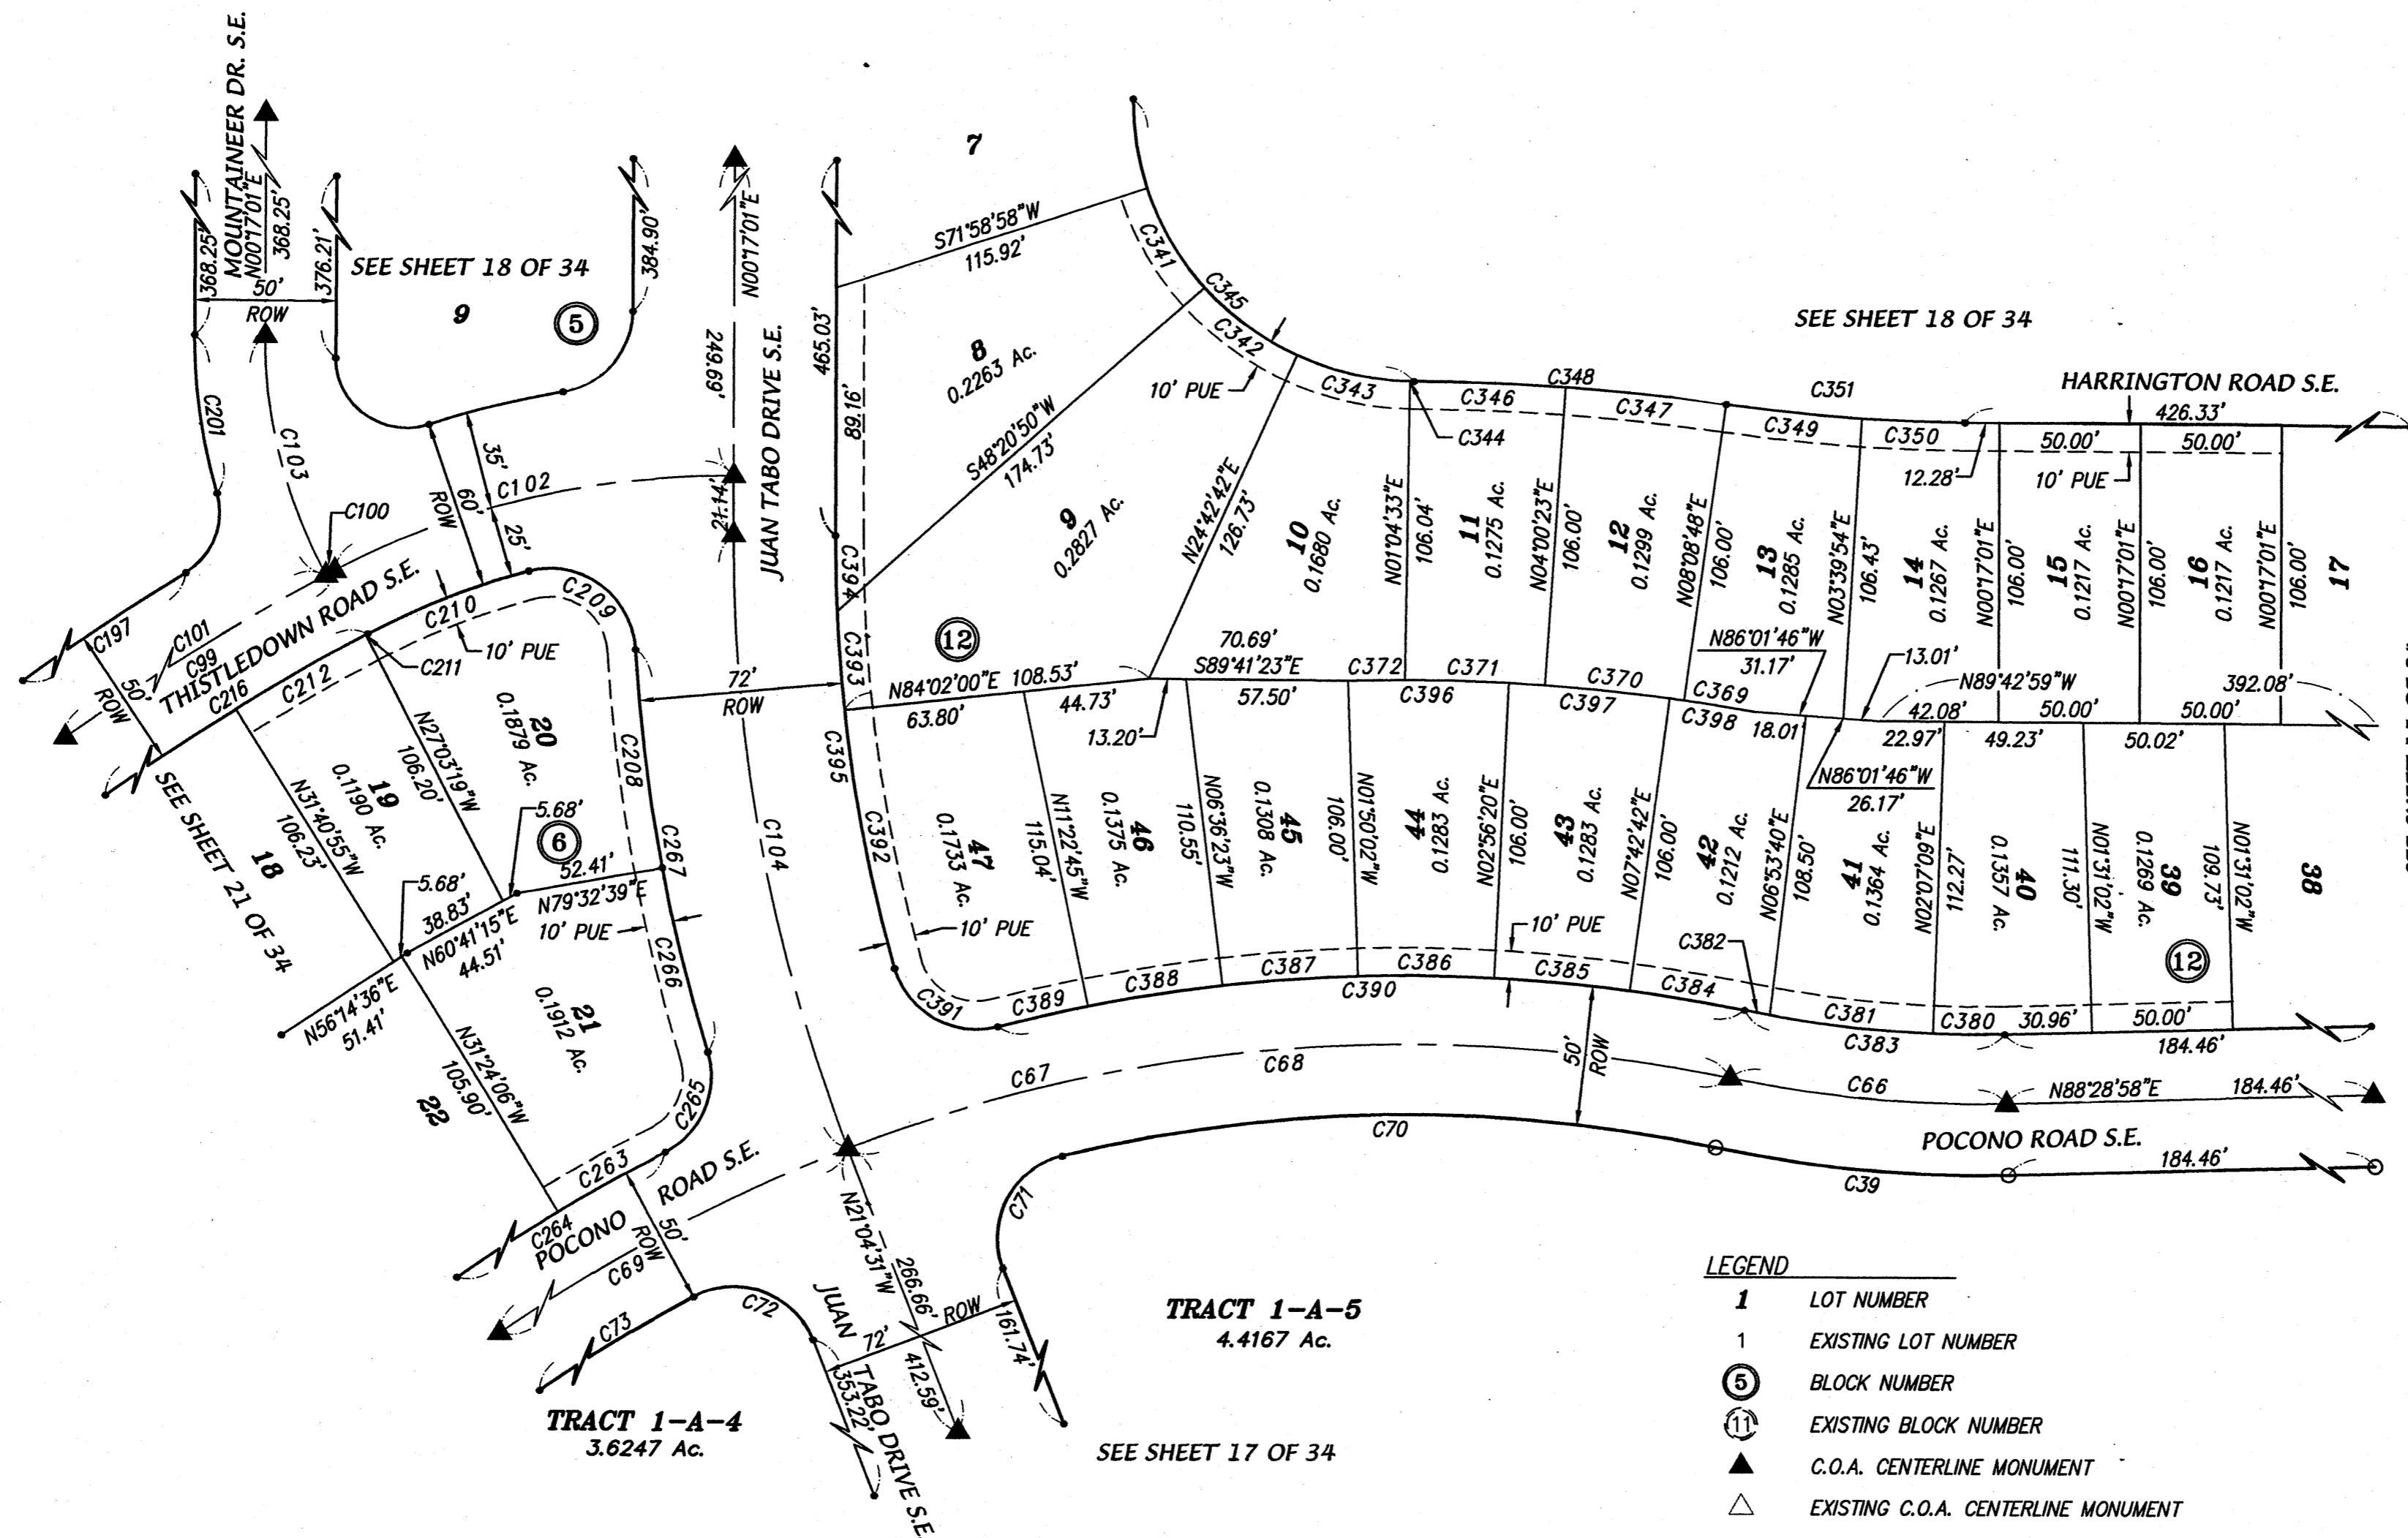 MOUNTAINEER DR. S.E.
N00°17'01"E
368.25'
368.25'
50'
ROW
376.21'
SEE SHEET 18 OF 34
9
5
384.90'
N00°17'01"E
249.69'
21.14'
JUAN TABO DRIVE S.E.
465.03'
89.16'
7
S71°58'58"W
115.92'
8
0.2263 Ac.
S48°20'50"W
174.73'
9
0.2827 Ac.
C341
C345
C342
10' PUE
C343
C344
C346
C348
C347
C351
C349
C350
SEE SHEET 18 OF 34
HARRINGTON ROAD S.E.
426.33'
50.00'
50.00'
12.28'
10' PUE
N24°42'42"E
126.73'
10
0.1680 Ac.
N01°04'33"E
106.04'
11
0.1275 Ac.
N04°00'23"E
106.00'
12
0.1299 Ac.
N08°08'48"E
106.00'
13
0.1285 Ac.
N03°39'54"E
106.43'
14
0.1267 Ac.
N00°17'01"E
106.00'
15
0.1217 Ac.
N00°17'01"E
106.00'
16
0.1217 Ac.
N00°17'01"E
106.00'
17
C201
C103
C100
35'
C102
60'
ROW
25'
C197
C101
C99
THISTLEDOWN ROAD S.E.
C216
50'
ROW
C210
C209
10' PUE
C211
C212
C394
C393
12
N84°02'00"E 108.53'
63.80'
44.73'
13.20'
70.69'
S89°41'23"E
57.50'
C372
C371
C396
C370
C397
C369
C398
N86°01'46"W
31.17'
18.01'
13.01'
N89°42'59"W
42.08'
22.97'
N86°01'46"W
26.17'
50.00'
49.23'
50.00'
50.02'
392.08'
72'
ROW
C208
C395
C392
C104
20
0.1879 Ac.
N27°03'19"W
106.20'
19
0.1190 Ac.
N31°40'55"W
106.23'
18
SEE SHEET 21 OF 34
5.68'
6
52.41'
N79°32'39"E
C267
5.68'
38.83'
N60°41'15"E
44.51'
10' PUE
C266
N56°14'36"E
51.41'
21
0.1912 Ac.
N31°24'06"W
105.90'
22
C265
C263
C264
POCONO ROAD S.E.
50'
ROW
C69
47
0.1733 Ac.
10' PUE
N11°22'45"W
115.04'
46
0.1375 Ac.
N06°36'23"W
110.55'
45
0.1308 Ac.
N01°50'02"W
106.00'
44
0.1283 Ac.
N02°56'20"E
106.00'
43
0.1283 Ac.
10' PUE
N07°42'42"E
106.00'
42
0.1212 Ac.
N06°53'40"E
108.50'
41
0.1364 Ac.
N02°07'09"E
112.27'
40
0.1357 Ac.
N01°31'02"W
111.30'
39
0.1269 Ac.
N01°31'02"W
109.73'
12
38
C391
C389
C388
C387
C390
C386
C385
C384
C382
C381
C383
C380
30.96'
50.00'
184.46'
C67
C68
50'
ROW
C66
N88°28'58"E
184.46'
POCONO ROAD S.E.
184.46'
C70
C39
C71
C72
C73
N21°04'31"W
266.66'
JUAN TABO DRIVE S.E.
72'
ROW
161.74'
412.59'
353.22'
TRACT 1-A-5
4.4167 Ac.
TRACT 1-A-4
3.6247 Ac.
SEE SHEET 17 OF 34
LEGEND
1 LOT NUMBER
1 EXISTING LOT NUMBER
5 BLOCK NUMBER
11 EXISTING BLOCK NUMBER
C.O.A. CENTERLINE MONUMENT
EXISTING C.O.A. CENTERLINE MONUMENT